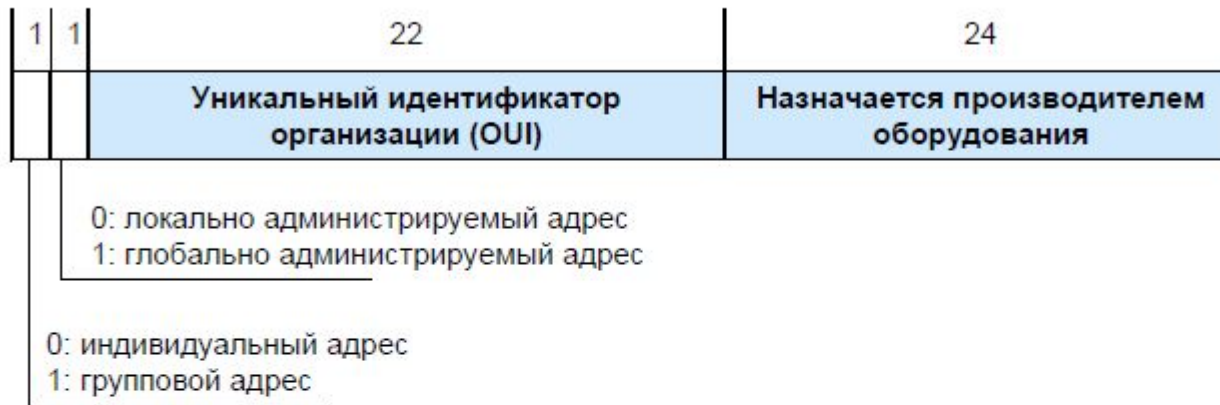 1 1 22 24
Уникальный идентификатор Назначается производителем
организации (OUI) оборудования
0: локально администрируемый адрес
1: глобально администрируемый адрес
0: индивидуальный адрес
1: групповой адрес